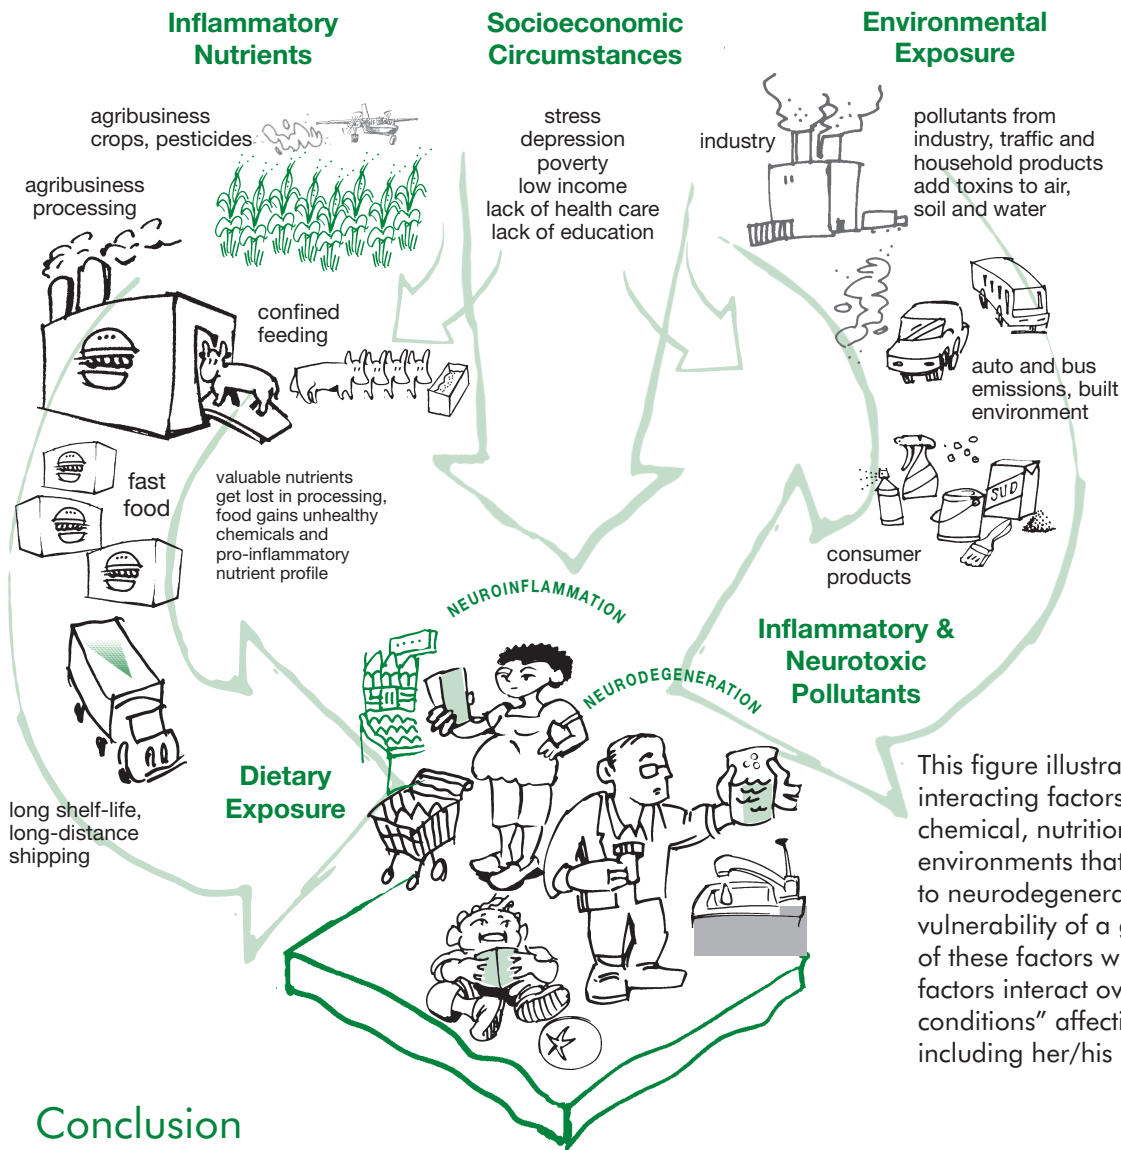 Inflammatory
Nutrients
Socioeconomic
Circumstances
Environmental
Exposure
agribusiness
crops, pesticides
agribusiness
processing
stress
depression
poverty
low income
lack of health care
lack of education
industry
pollutants from
industry, traffic and
household products
add toxins to air,
soil and water
confined
feeding
auto and bus
emissions, built
environment
fast
food
valuable nutrients
get lost in processing,
food gains unhealthy
chemicals and
pro-inflammatory
nutrient profile
SUD
consumer
products
NEUROINFLAMMATION
NEURODEGENERATION
Inflammatory &
Neurotoxic
Pollutants
Dietary
Exposure
long shelf-life,
long-distance
shipping
This figure illustra
interacting factors
chemical, nutrition
environments that
to neurodegenera
vulnerability of a g
of these factors w
factors interact ov
conditions” affecti
including her/his
Conclusion